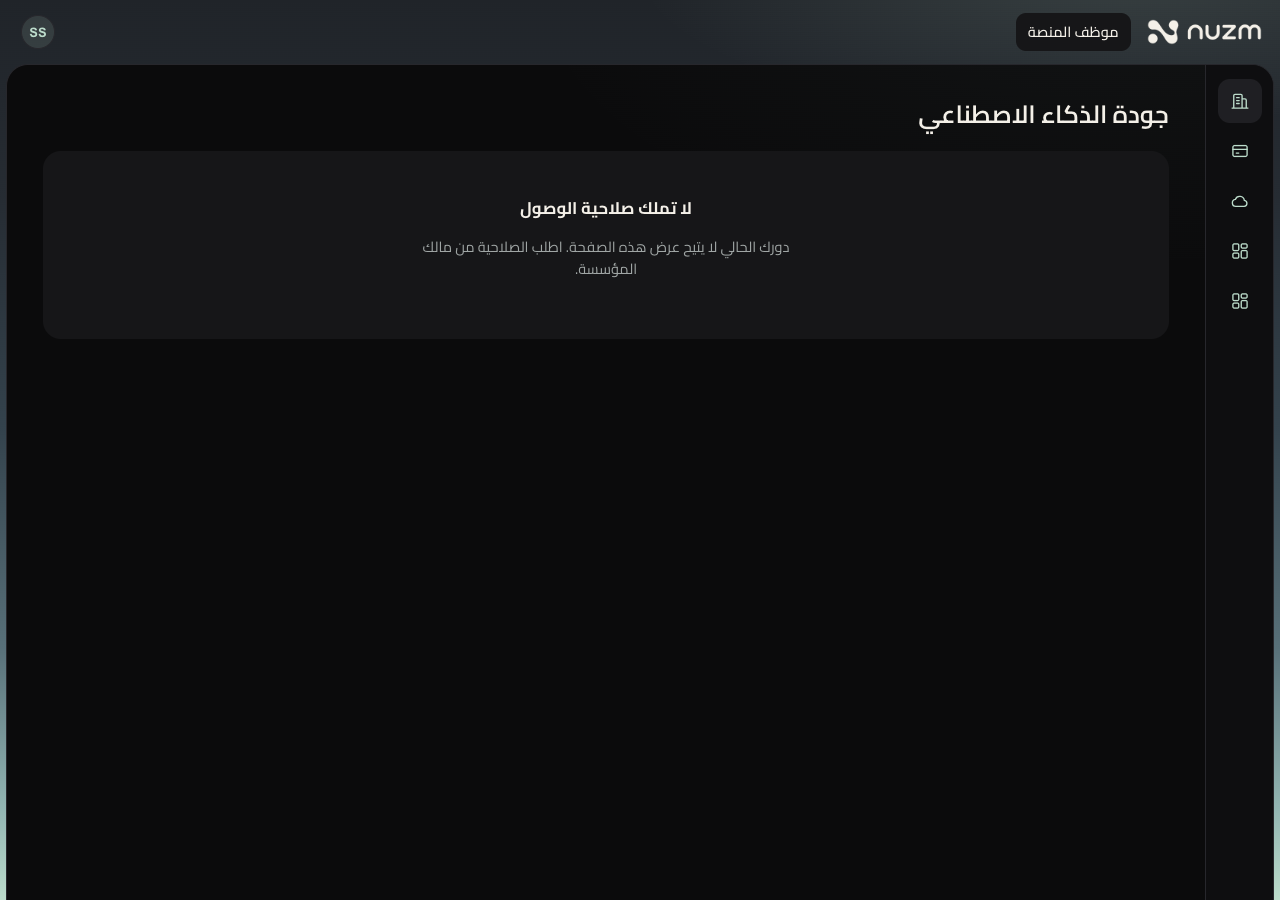 nuzm
موظف المنصة
SS
جودة الذكاء الاصطناعي
لا تملك صلاحية الوصول
دورك الحالي لا يتيح عرض هذه الصفحة. اطلب الصلاحية من مالك
المؤسسة.